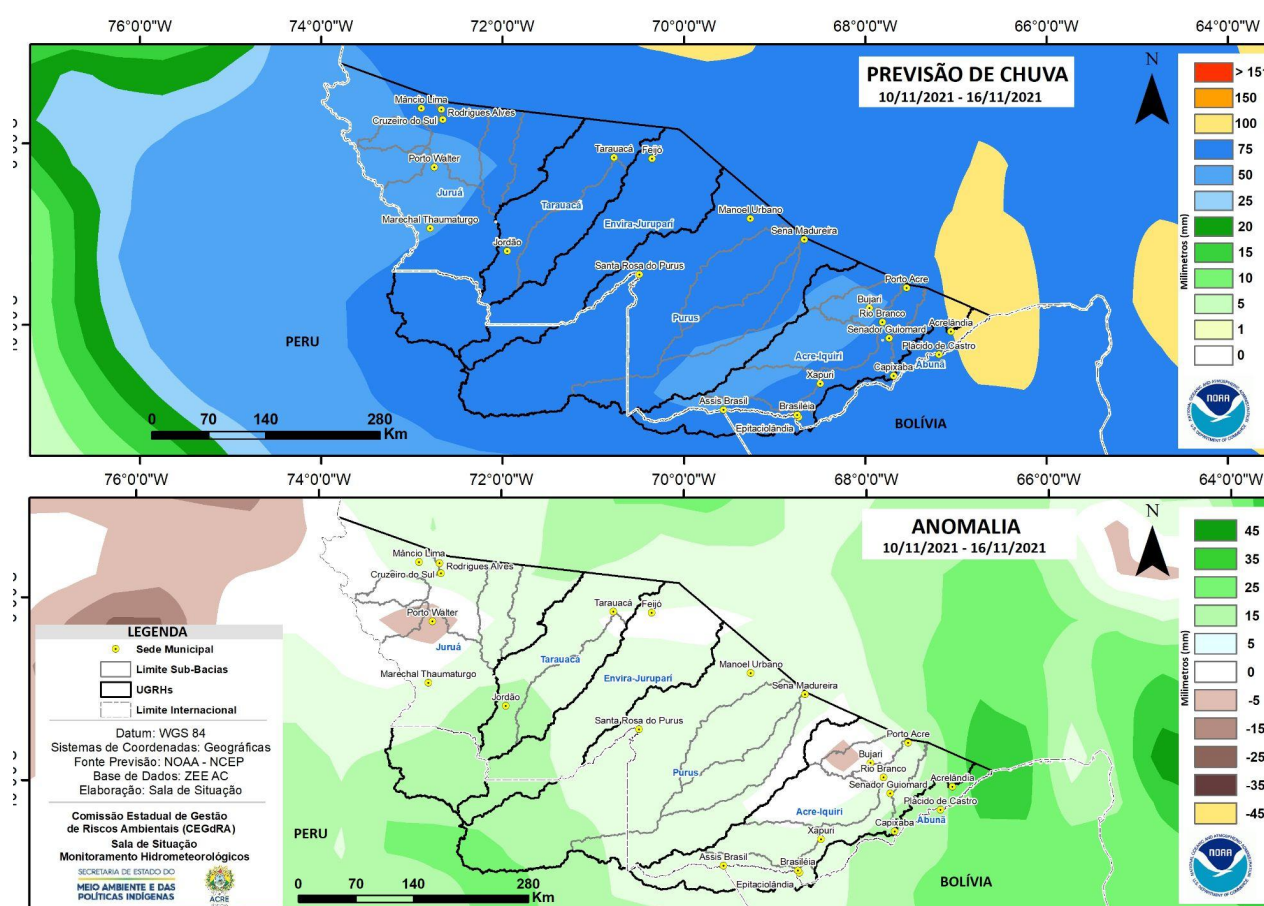 76°0'0"W 74°0'0"W 72°0'0"W 70°0'0"W 68°0'0"W 66°0'0"W 64°0'0"W
PREVISÃO DE CHUVA
10/11/2021 - 16/11/2021
N
Mâncio Lima
Rodrigues Alves
Cruzeiro do Sul
Porto Walter
Juruá
Marechal Thaumaturgo
Tarauacá
Feijó
Tarauacá
Jordão
Envira-Jurupari
Santa Rosa do Purus
Manoel Urbano
Sena Madureira
Purus
Porto Acre
Bujari
Rio Branco
Senador Guiomard
Acrelândia
Plácido de Castro
Acre-Iquiri
Xapuri
Capixaba
Abunã
Assis Brasil
Brasiléia
Epitaciolândia
PERU
BOLÍVIA
0 70 140 280
Km
Milimetros (mm)
> 151
150
100
75
50
25
20
15
10
5
1
0
NOAA
76°0'0"W 74°0'0"W 72°0'0"W 70°0'0"W 68°0'0"W 66°0'0"W 64°0'0"W
ANOMALIA
10/11/2021 - 16/11/2021
N
Mâncio Lima
Rodrigues Alves
Cruzeiro do Sul
Porto Walter
Juruá
Marechal Thaumaturgo
Tarauacá
Feijó
Tarauacá
Jordão
Envira-Jurupari
Santa Rosa do Purus
Manoel Urbano
Sena Madureira
Purus
Porto Acre
Bujari
Rio Branco
Senador Guiomard
Acrelândia
Plácido de Castro
Acre-Iquiri
Xapuri
Capixaba
Abunã
Assis Brasil
Brasiléia
Epitaciolândia
PERU
BOLÍVIA
0 70 140 280
Km
Milimetros (mm)
45
35
25
15
5
0
-5
-15
-25
-35
-45
NOAA
LEGENDA
Sede Municipal
Limite Sub-Bacias
UGRHs
Limite Internacional
Datum: WGS 84
Sistemas de Coordenadas: Geográficas
Fonte Previsão: NOAA - NCEP
Base de Dados: ZEE AC
Elaboração: Sala de Situação
Comissão Estadual de Gestão
de Riscos Ambientais (CEGdRA)
Sala de Situação
Monitoramento Hidrometeorológicos
SECRETARIA DE ESTADO DO
MEIO AMBIENTE E DAS
POLÍTICAS INDÍGENAS
ACRE